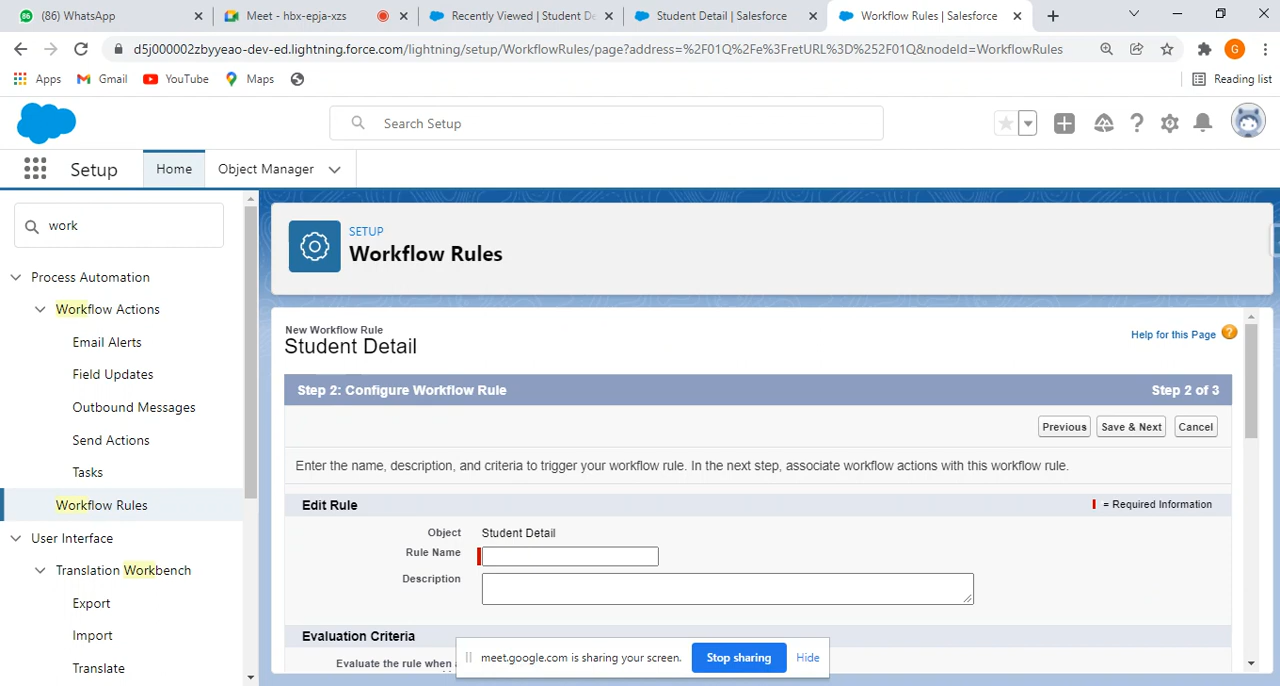 (86) WhatsApp
Meet - hbx-epja-xzs
Recently Viewed | Student De
Student Detail | Salesforce
Workflow Rules | Salesforce
d5j000002zbyyeao-dev-ed.lightning.force.com/lightning/setup/WorkflowRules/page?address=%2F01Q%2Fe%3FretURL%3D%252F01Q&nodeId=WorkflowRules
G
Apps
Gmail
YouTube
Maps
Reading list
Search Setup
Setup
Home
Object Manager
work
SETUP
Workflow Rules
Process Automation
Workflow Actions
Email Alerts
Field Updates
Outbound Messages
Send Actions
Tasks
Workflow Rules
User Interface
Translation Workbench
Export
Import
Translate
New Workflow Rule
Student Detail
Help for this Page ?
Step 2: Configure Workflow Rule
Step 2 of 3
Previous
Save & Next
Cancel
Enter the name, description, and criteria to trigger your workflow rule. In the next step, associate workflow actions with this workflow rule.
Edit Rule
= Required Information
Object
Student Detail
Rule Name
Description
Evaluation Criteria
Evaluate the rule when
meet.google.com is sharing your screen.
Stop sharing
Hide